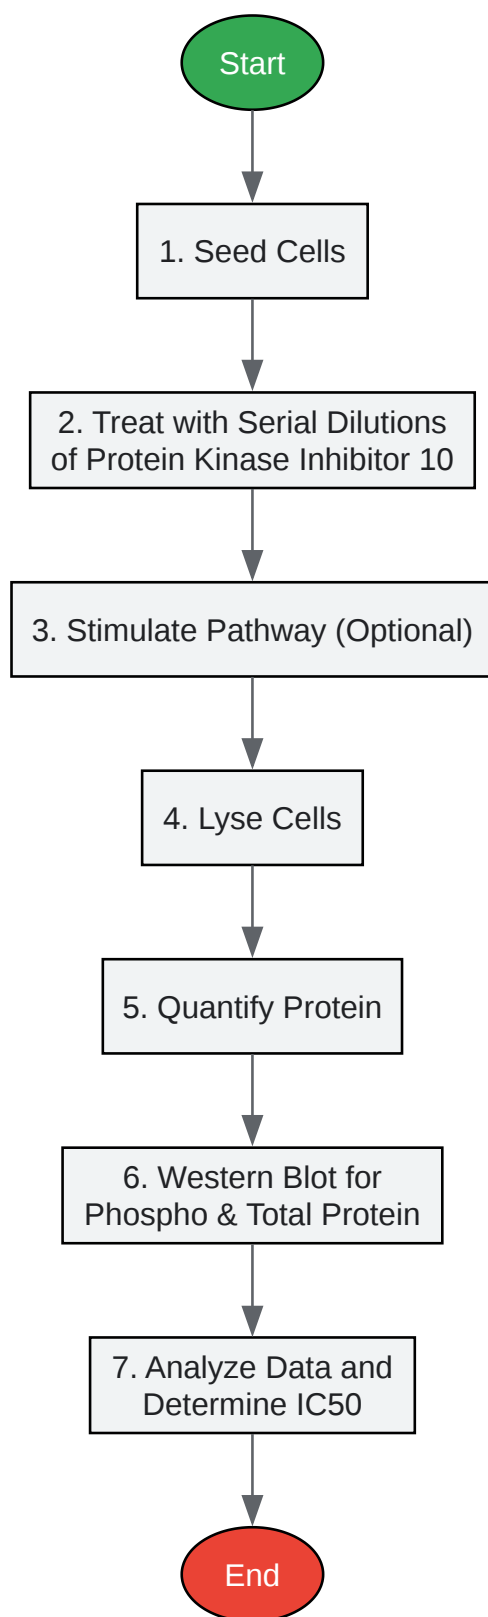 Start
1. Seed Cells
2. Treat with Serial Dilutions
of Protein Kinase Inhibitor 10
3. Stimulate Pathway (Optional)
4. Lyse Cells
5. Quantify Protein
6. Western Blot for
Phospho & Total Protein
7. Analyze Data and
Determine IC50
End